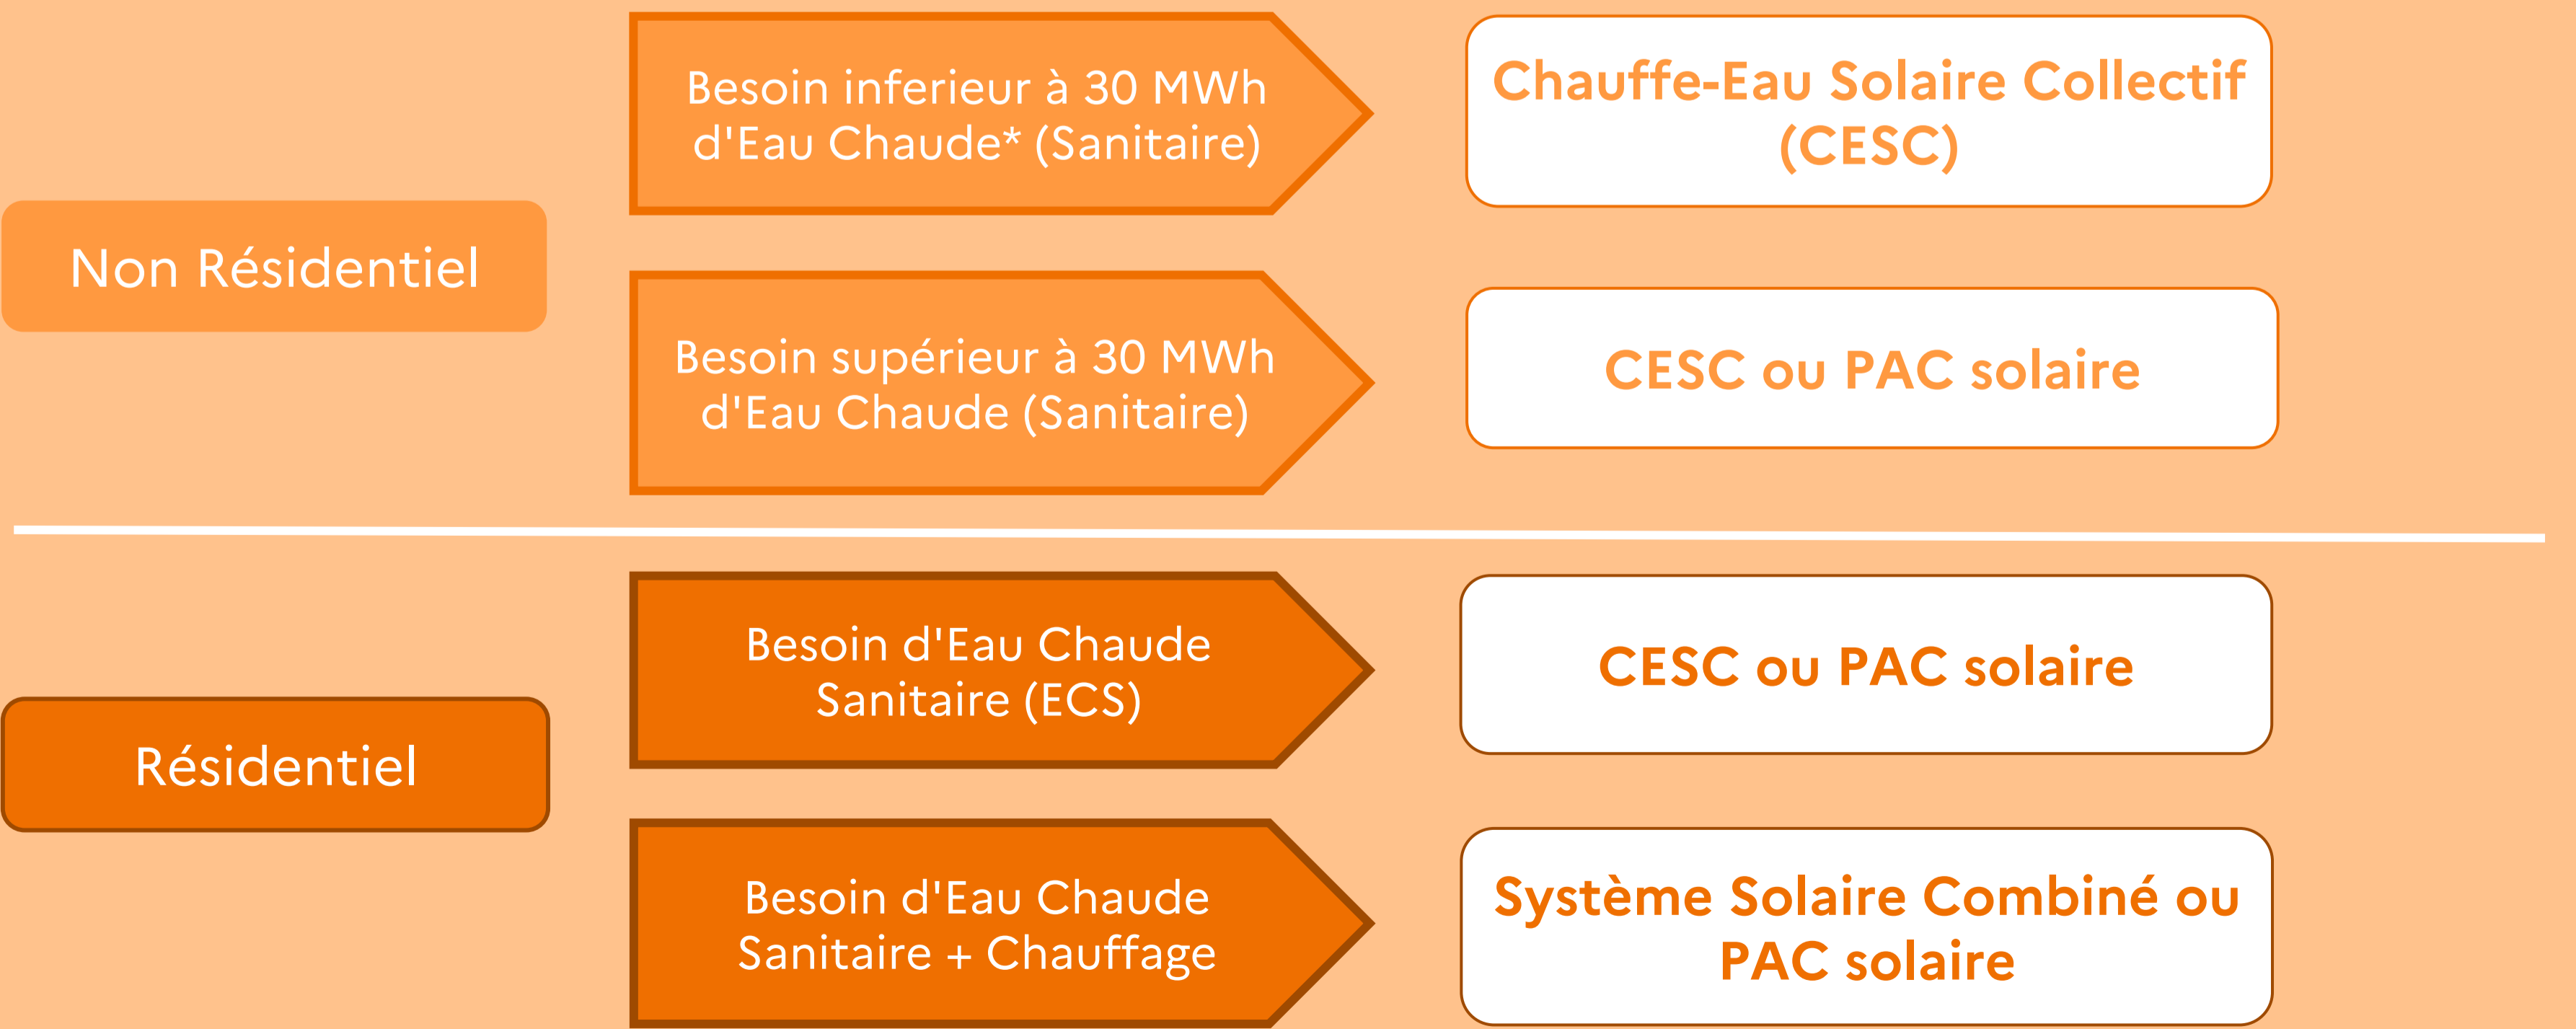 Non Résidentiel
Besoin inferieur à 30 MWh
d'Eau Chaude* (Sanitaire)
Chauffe-Eau Solaire Collectif
(CESC)
Besoin supérieur à 30 MWh
d'Eau Chaude (Sanitaire)
CESC ou PAC solaire
Résidentiel
Besoin d'Eau Chaude
Sanitaire (ECS)
CESC ou PAC solaire
Besoin d'Eau Chaude
Sanitaire + Chauffage
Système Solaire Combiné ou
PAC solaire